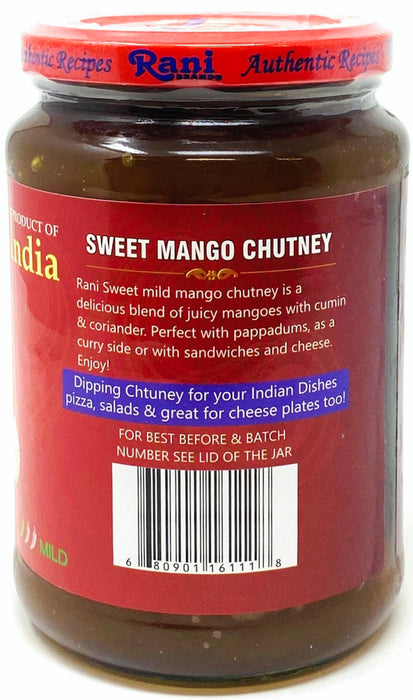 Authentic Recipes Rani Authentic Recipes
BRAND®
PRODUCT OF
India
SWEET MANGO CHUTNEY
Rani Sweet mild mango chutney is a
delicious blend of juicy mangoes with cumin
& coriander. Perfect with pappadums, as a
curry side or with sandwiches and cheese.
Enjoy!
Dipping Chtuney for your Indian Dishes
pizza, salads & great for cheese plates too!
FOR BEST BEFORE & BATCH
NUMBER SEE LID OF THE JAR
6 80901 16111 8
MILD